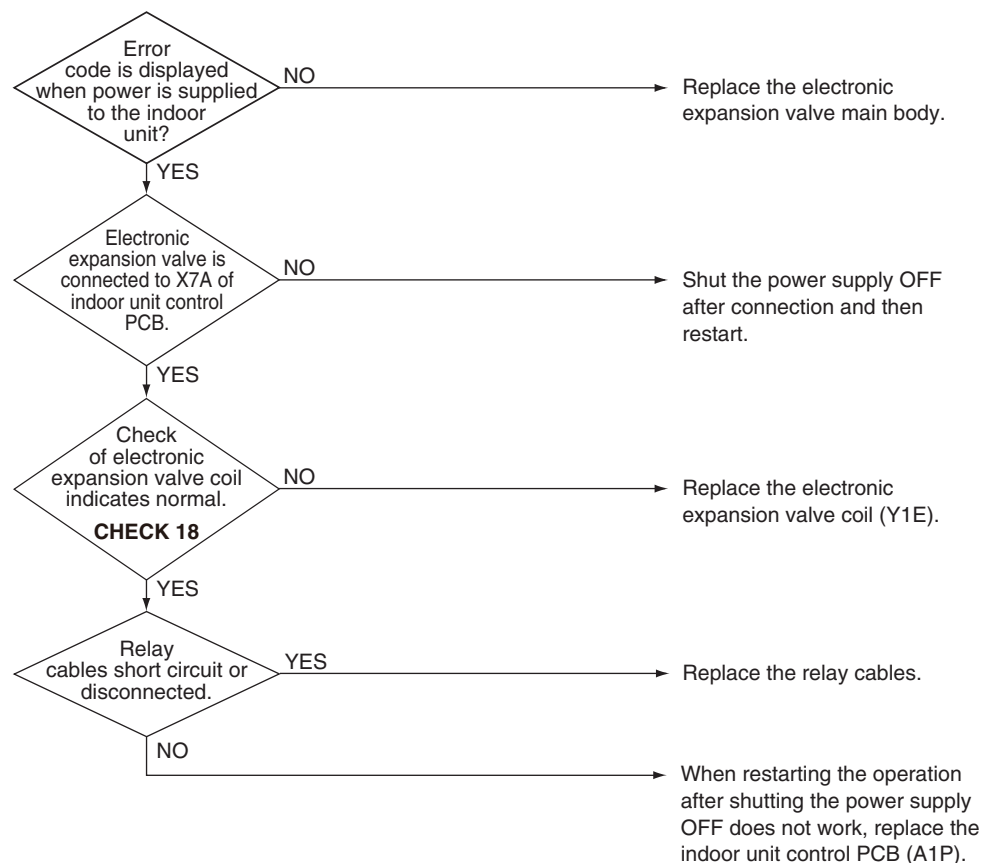 Error
code is displayed
when power is supplied
to the indoor
unit?
NO
Replace the electronic
expansion valve main body.
YES
Electronic
expansion valve is
connected to X7A of
indoor unit control
PCB.
NO
Shut the power supply OFF
after connection and then
restart.
YES
Check
of electronic
expansion valve coil
indicates normal.
CHECK 18
NO
Replace the electronic
expansion valve coil (Y1E).
YES
Relay
cables short circuit or
disconnected.
YES
Replace the relay cables.
NO
When restarting the operation
after shutting the power supply
OFF does not work, replace the
indoor unit control PCB (A1P).